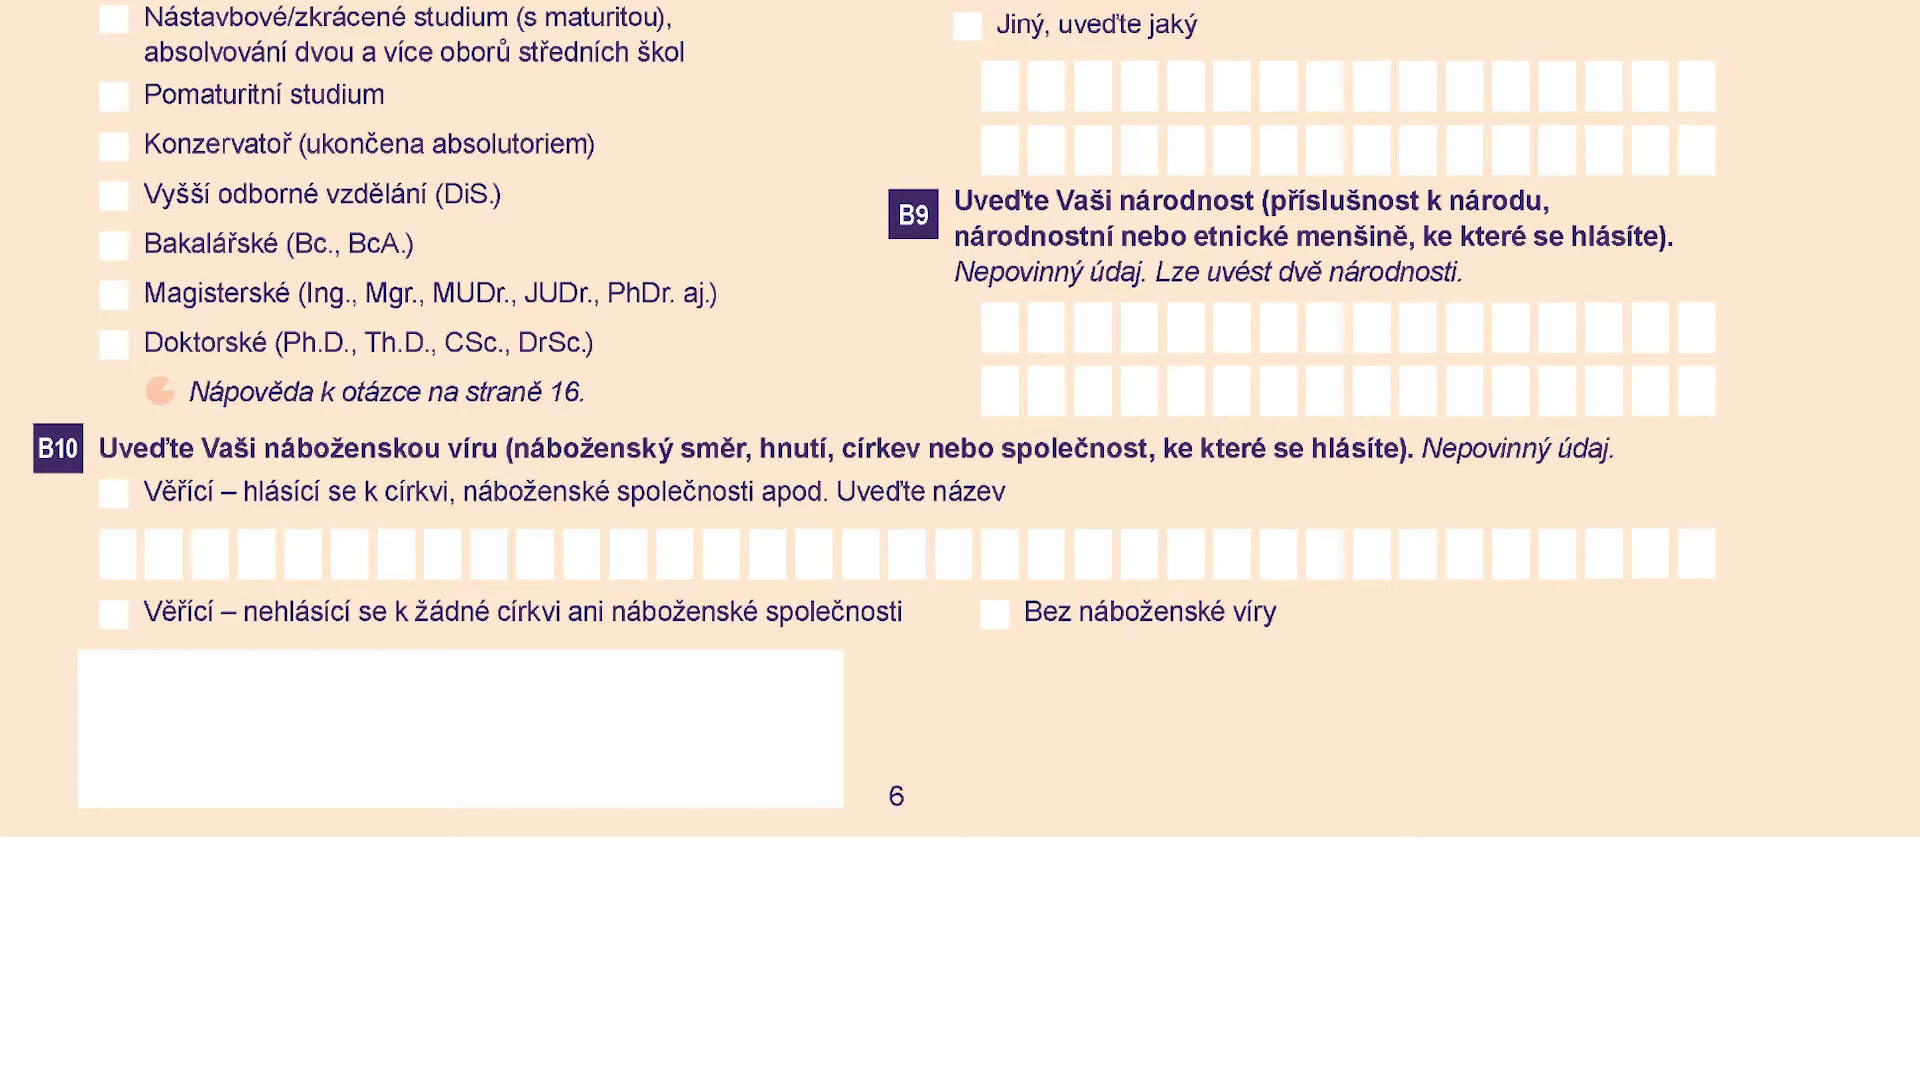 Nástavbové/zkrácené studium (s maturitou),
absolvování dvou a více oborů středních škol
Pomaturitní studium
Konzervatoř (ukončena absolutoriem)
Vyšší odborné vzdělání (DiS.)
Bakalářské (Bc., BcA.)
Magisterské (Ing., Mgr., MUDr., JUDr., PhDr. aj.)
Doktorské (Ph.D., Th.D., CSc., DrSc.)
Nápověda k otázce na straně 16.
Jiný, uveďte jaký
B9 Uveďte Vaši národnost (příslušnost k národu,
národnostní nebo etnické menšině, ke které se hlásíte).
Nepovinný údaj. Lze uvést dvě národnosti.
B10 Uveďte Vaši náboženskou víru (náboženský směr, hnutí, církev nebo společnost, ke které se hlásíte). Nepovinný údaj.
Věřící – hlásící se k církvi, náboženské společnosti apod. Uveďte název
Věřící – nehlásící se k žádné církvi ani náboženské společnosti
Bez náboženské víry
6